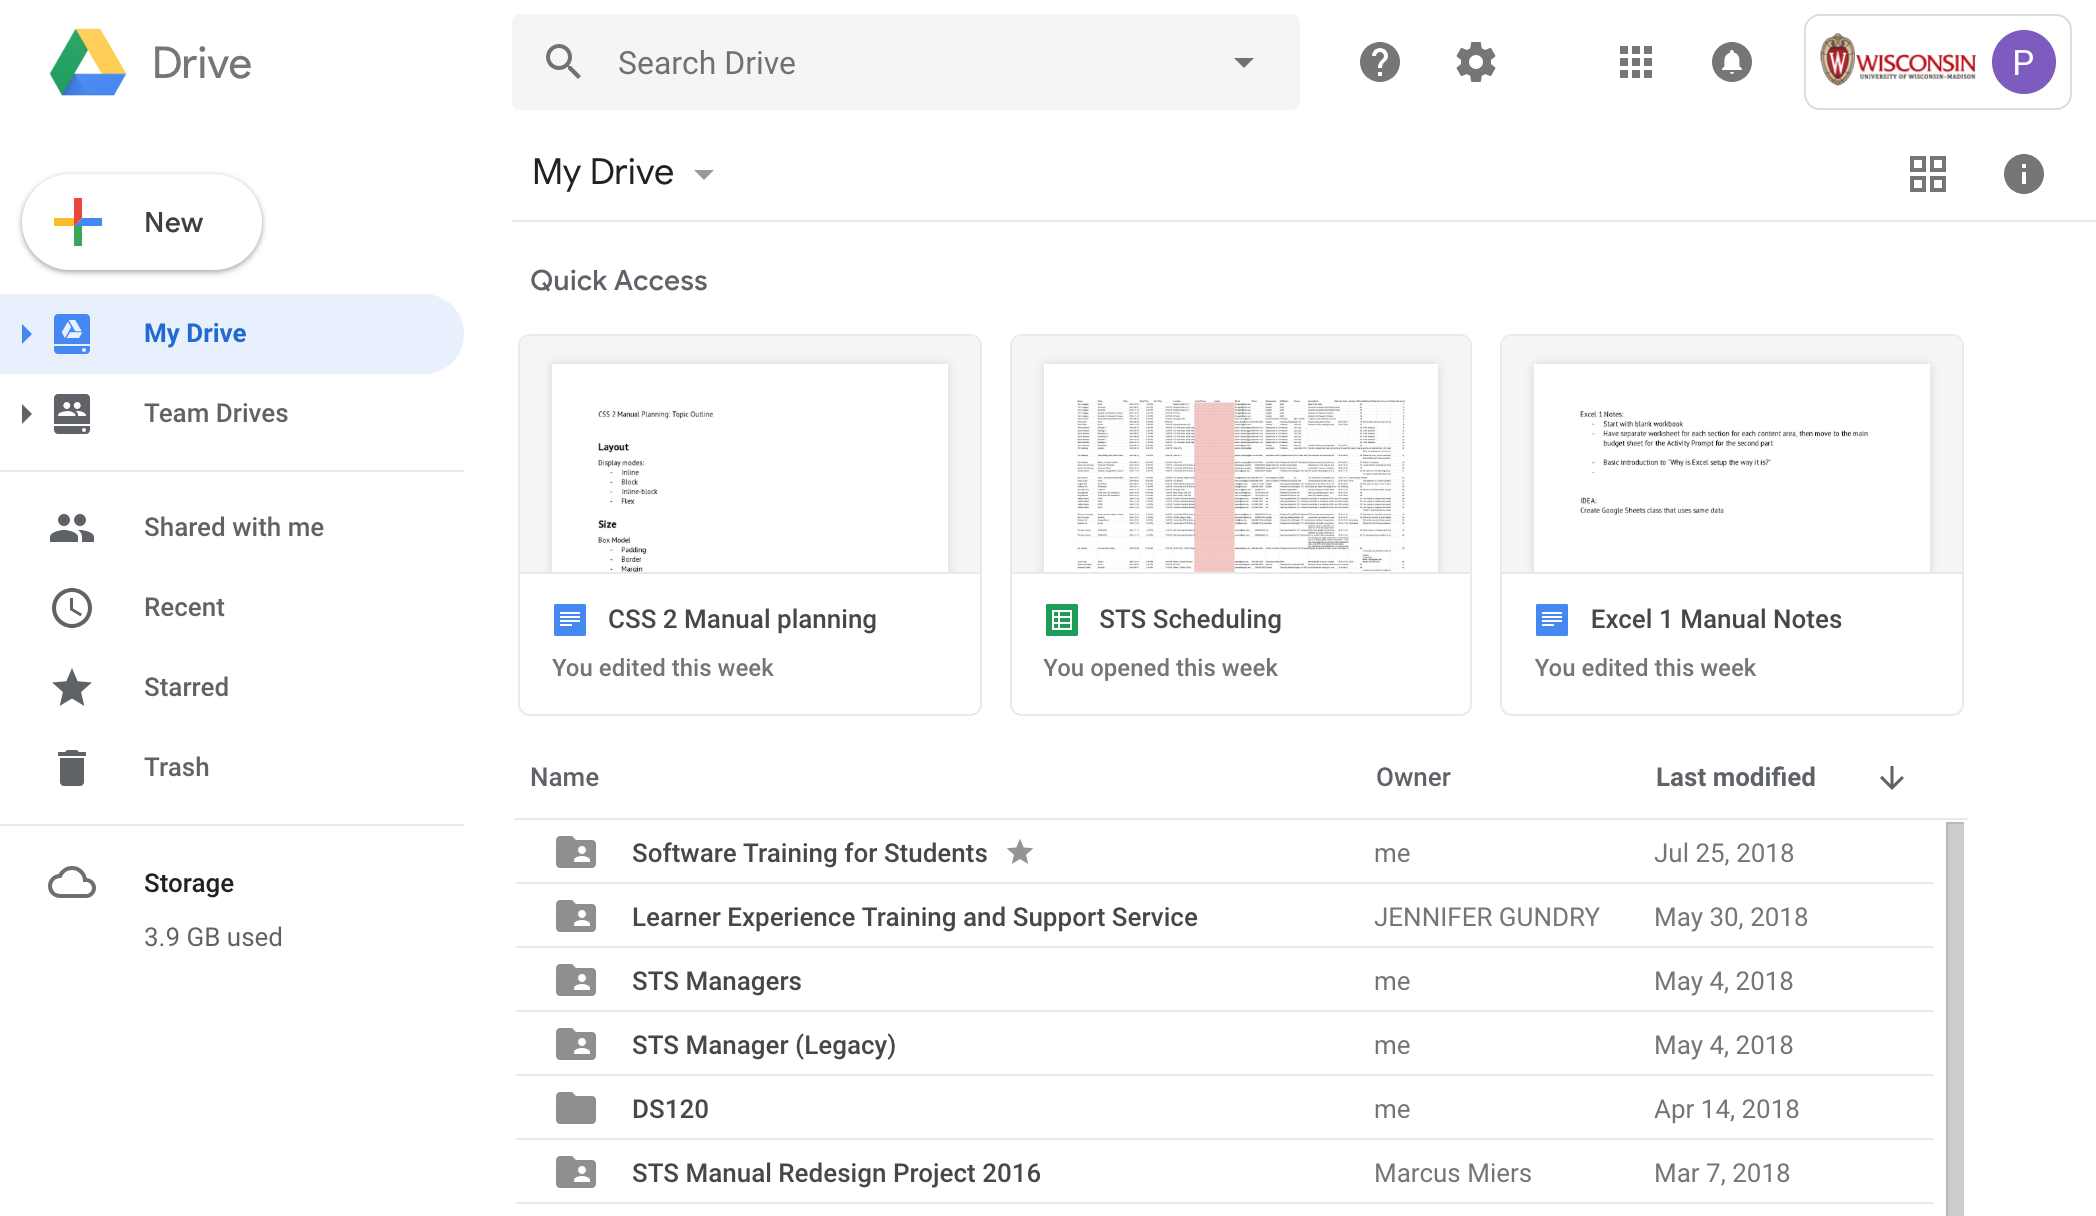 Drive
Search Drive
WISCONSIN
UNIVERSITY OF WISCONSIN–MADISON
P
My Drive
New
Quick Access
My Drive
Team Drives
Shared with me
Recent
Starred
Trash
Storage
3.9 GB used
CSS 2 Manual Planning: Topic Outline
Layout
Display modes:
- Inline
- Block
- Inline-block
- Flex
Size
Box Model
- Padding
- Border
- Margin
CSS 2 Manual planning
You edited this week
STS Scheduling
You opened this week
Excel 1 Notes:
- Start with blank workbook
- Have separate worksheet for each section for each content area, then move to the main
budget sheet for the Activity Prompt for the second part
- Basic introduction to "Why is Excel setup the way it is?"
-
IDEA:
Create Google Sheets class that uses same data
Excel 1 Manual Notes
You edited this week
Name Owner Last modified
Software Training for Students me Jul 25, 2018
Learner Experience Training and Support Service JENNIFER GUNDRY May 30, 2018
STS Managers me May 4, 2018
STS Manager (Legacy) me May 4, 2018
DS120 me Apr 14, 2018
STS Manual Redesign Project 2016 Marcus Miers Mar 7, 2018